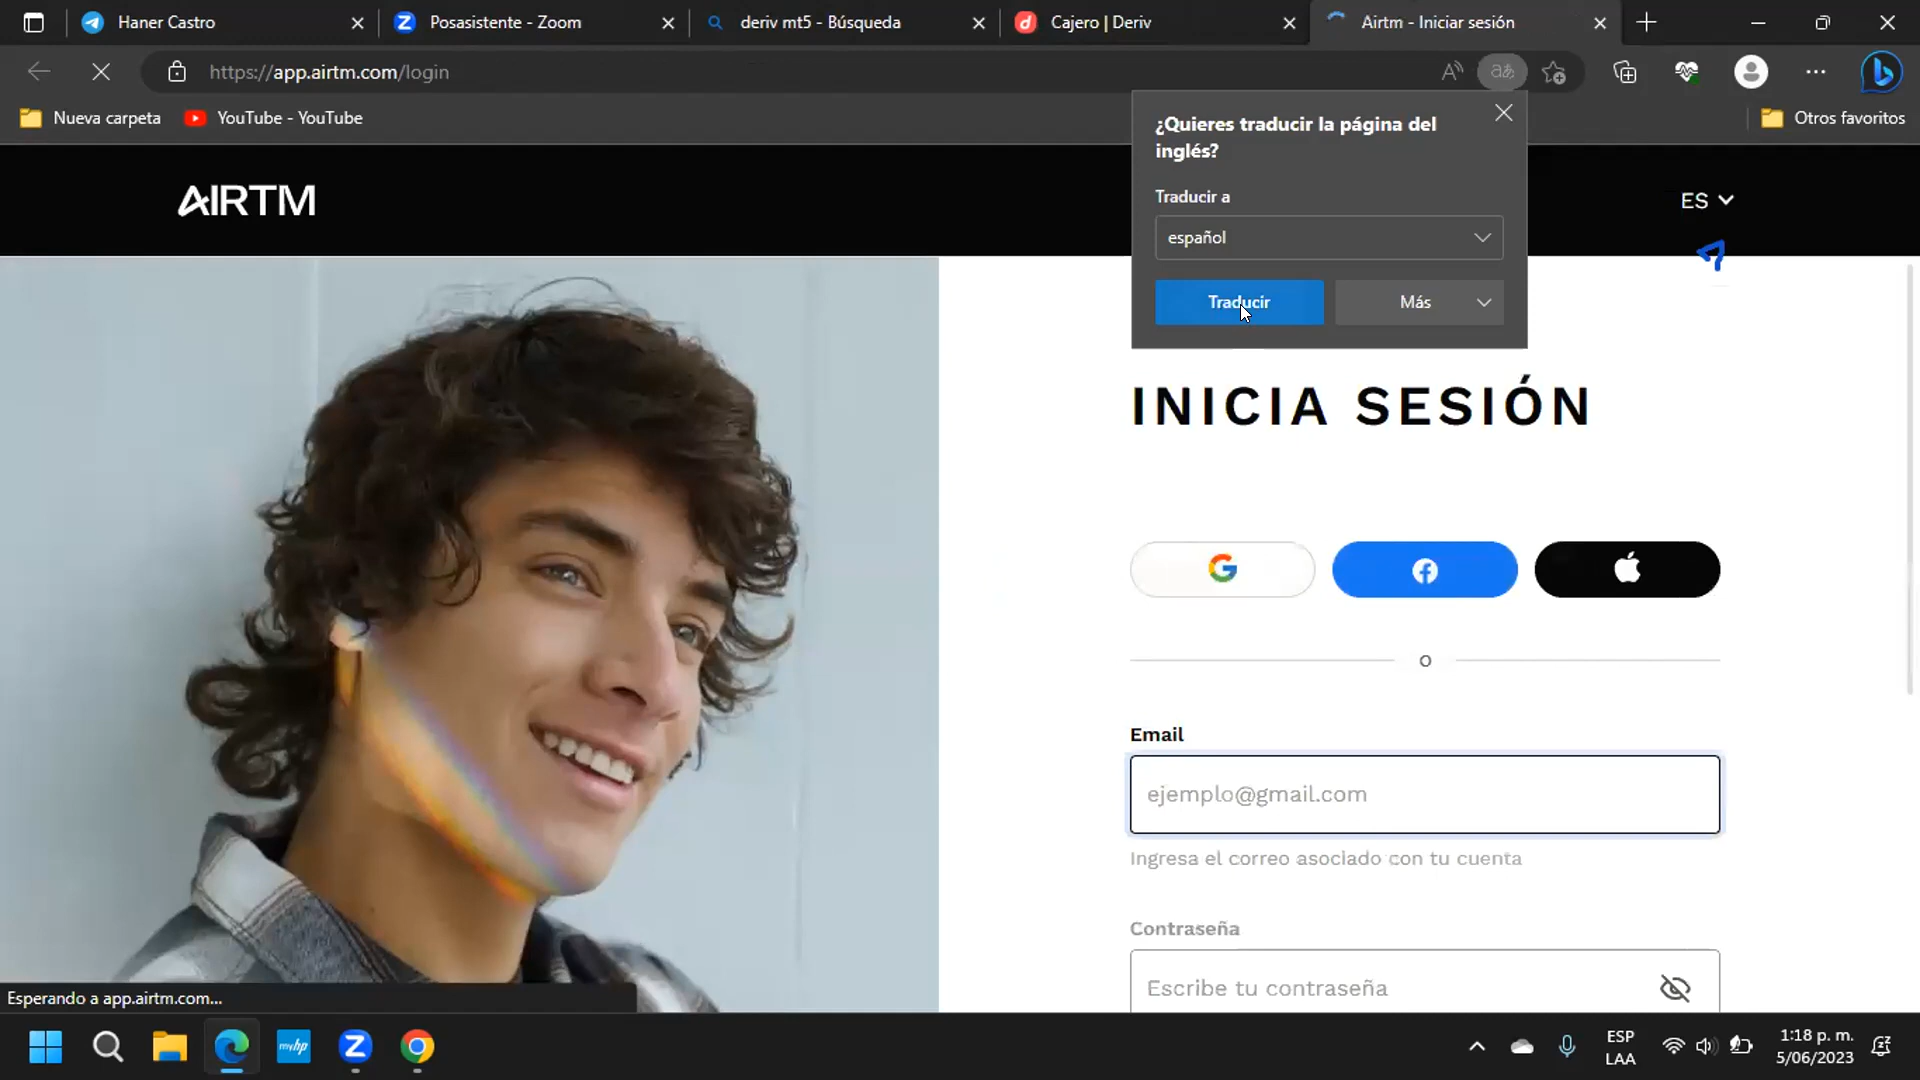 Haner Castro
Posasistente - Zoom
deriv mt5 - Búsqueda
Cajero | Deriv
Airtm - Iniciar sesión
https://app.airtm.com/login
Nueva carpeta
YouTube - YouTube
Otros favoritos
¿Quieres traducir la página del
inglés?
Traducir a
español
Traducir
Más
AIRTM
ES
INICIA SESIÓN
o
Email
ejemplo@gmail.com
Ingresa el correo asociado con tu cuenta
Contraseña
Escribe tu contraseña
Esperando a app.airtm.com...
ESP
LAA
1:18 p. m.
5/06/2023